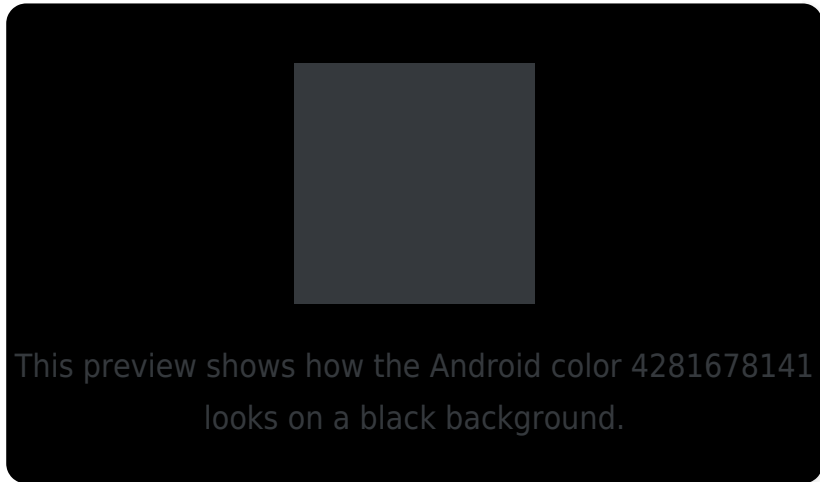 This preview shows how the Android color 4281678141
looks on a black background.